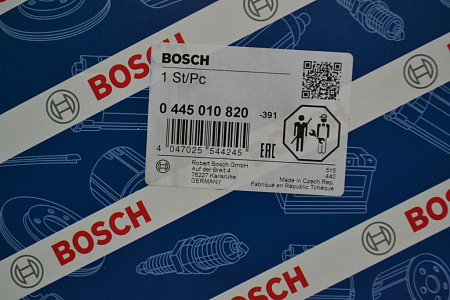 BOSCH
BOSCH
1 St/Pc
0 445 010 820 -391
4 047025 544245
EAC
Robert Bosch GmbH
Auf der Breit 4
76227 Karlsruhe
GERMANY
515
440
Made in Czech Rep.
Fabriqué en République Tchèque
BOSCH
BOSCH
BOSCH